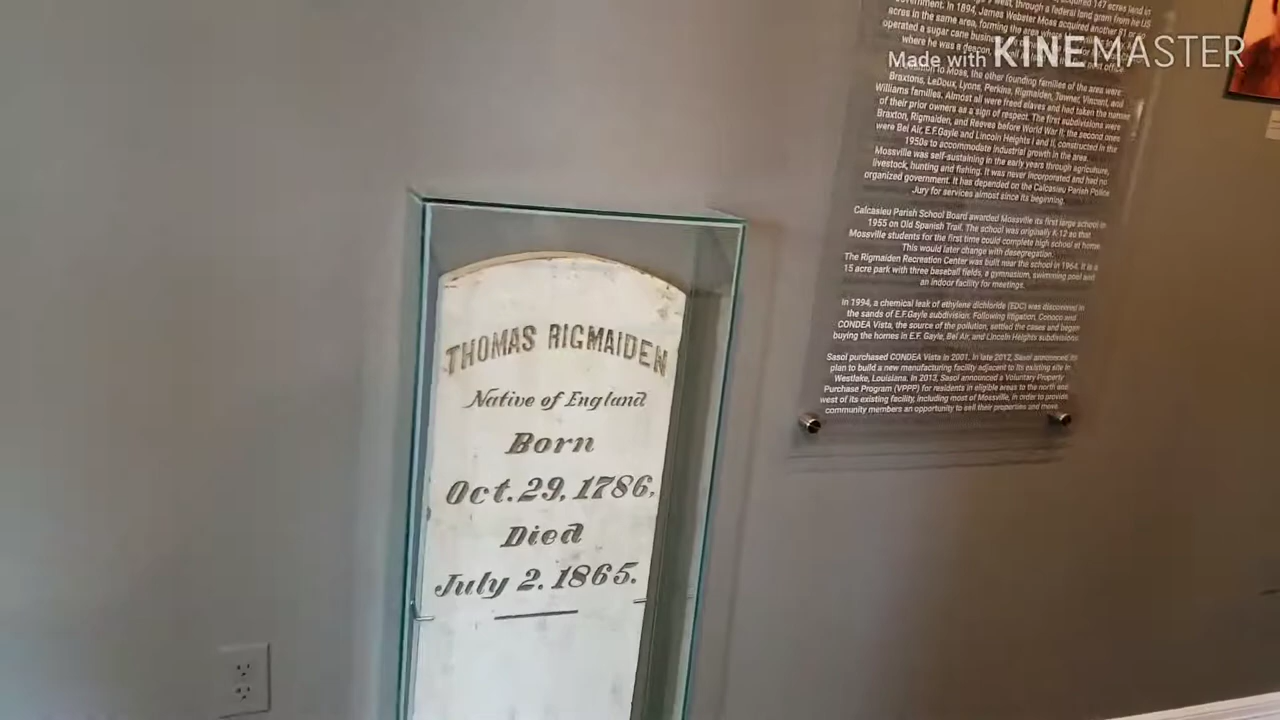 acquired 147 acres land in
west, through a federal land grant from he US
government. In 1894, James Webster Moss acquired another 81
acres in the same area, forming the area where
operated a sugar cane business
where he was a deacon, post office.
Made with KINEMASTER
to Moss, the other founding families of the area were
Braxtons, LeDoux, Lyons, Perkins, Rigmaiden, Towner, Vincent, and
Williams families. Almost all were freed slaves and had taken the names
of their prior owners as a sign of respect. The first subdivisions were
Braxton, Rigmaiden, and Reeves before World War II; the second ones
were Bel Air, E.F.Gayle and Lincoln Heights I and II, constructed in the
1950s to accommodate industrial growth in the area.
Mossville was self-sustaining in the early years through agriculture,
livestock, hunting and fishing. It was never incorporated and had no
organized government. It has depended on the Calcasieu Parish Police
Jury for services almost since its beginning.
Calcasieu Parish School Board awarded Mossville its first large school in
1955 on Old Spanish Trail. The school was originally K-12 so that
Mossville students for the first time could complete high school at home.
This would later change with desegregation.
The Rigmaiden Recreation Center was built near the school in 1964. It is a
15 acre park with three baseball fields, a gymnasium, swimming pool and
an indoor facility for meetings.
In 1994, a chemical leak of ethylene dichloride (EDC) was discovered in
the sands of E.F.Gayle subdivision. Following litigation, Conoco and
CONDEA Vista, the source of the pollution, settled the cases and began
buying the homes in E.F. Gayle, Bel Air, and Lincoln Heights subdivisions.
Sasol purchased CONDEA Vista in 2001. In late 2012, Sasol announced its
plan to build a new manufacturing facility adjacent to its existing site in
Westlake, Louisiana. In 2013, Sasol announced a Voluntary Property
Purchase Program (VPPP) for residents in eligible areas to the north and
west of its existing facility, including most of Mossville, in order to provide
community members an opportunity to sell their properties and move.
THOMAS RIGMAIDEN
Native of England
Born
Oct. 29, 1786,
Died
July 2. 1865.